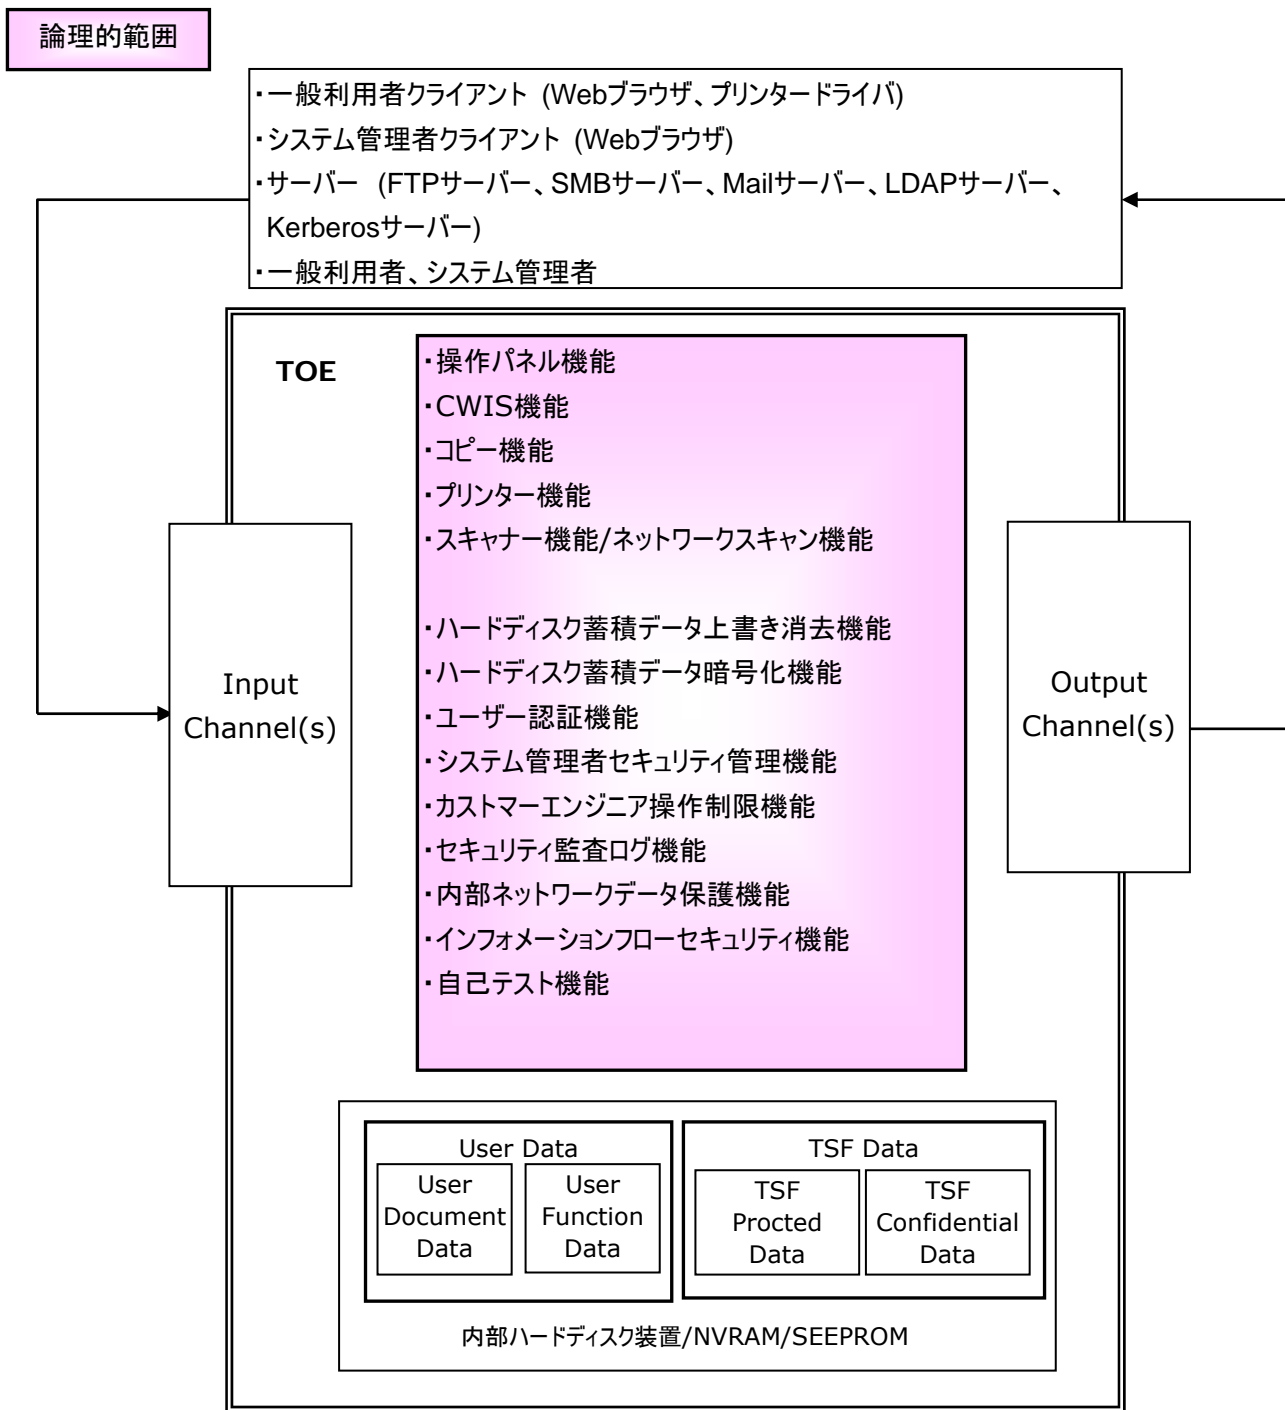 論理的範囲
・一般利用者クライアント (Webブラウザ、プリンタードライバ)
・システム管理者クライアント (Webブラウザ)
・サーバー (FTPサーバー、SMBサーバー、Mailサーバー、LDAPサーバー、
Kerberosサーバー)
・一般利用者、システム管理者
TOE
・操作パネル機能
・CWIS機能
・コピー機能
・プリンター機能
・スキャナー機能/ネットワークスキャン機能
・ハードディスク蓄積データ上書き消去機能
・ハードディスク蓄積データ暗号化機能
・ユーザー認証機能
・システム管理者セキュリティ管理機能
・カストマーエンジニア操作制限機能
・セキュリティ監査ログ機能
・内部ネットワークデータ保護機能
・インフォメーションフローセキュリティ機能
・自己テスト機能
Input
Channel(s)
Output
Channel(s)
User Data
User
Document
Data
User
Function
Data
TSF Data
TSF
Procted
Data
TSF
Confidential
Data
内部ハードディスク装置/NVRAM/SEEPROM